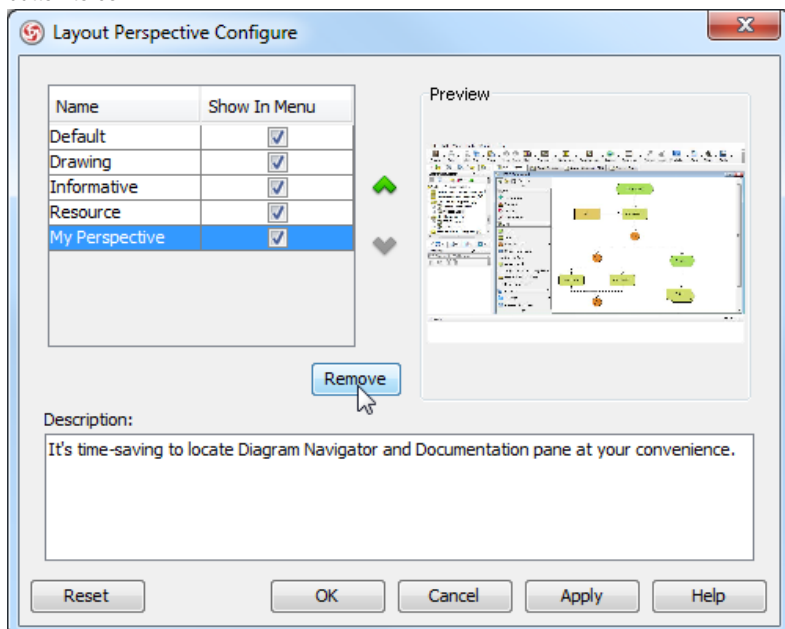 Layout Perspective Configure
Name Show In Menu
Default
Drawing
Informative
Resource
My Perspective
Preview
Remove
Description:
It's time-saving to locate Diagram Navigator and Documentation pane at your convenience.
Reset OK Cancel Apply Help